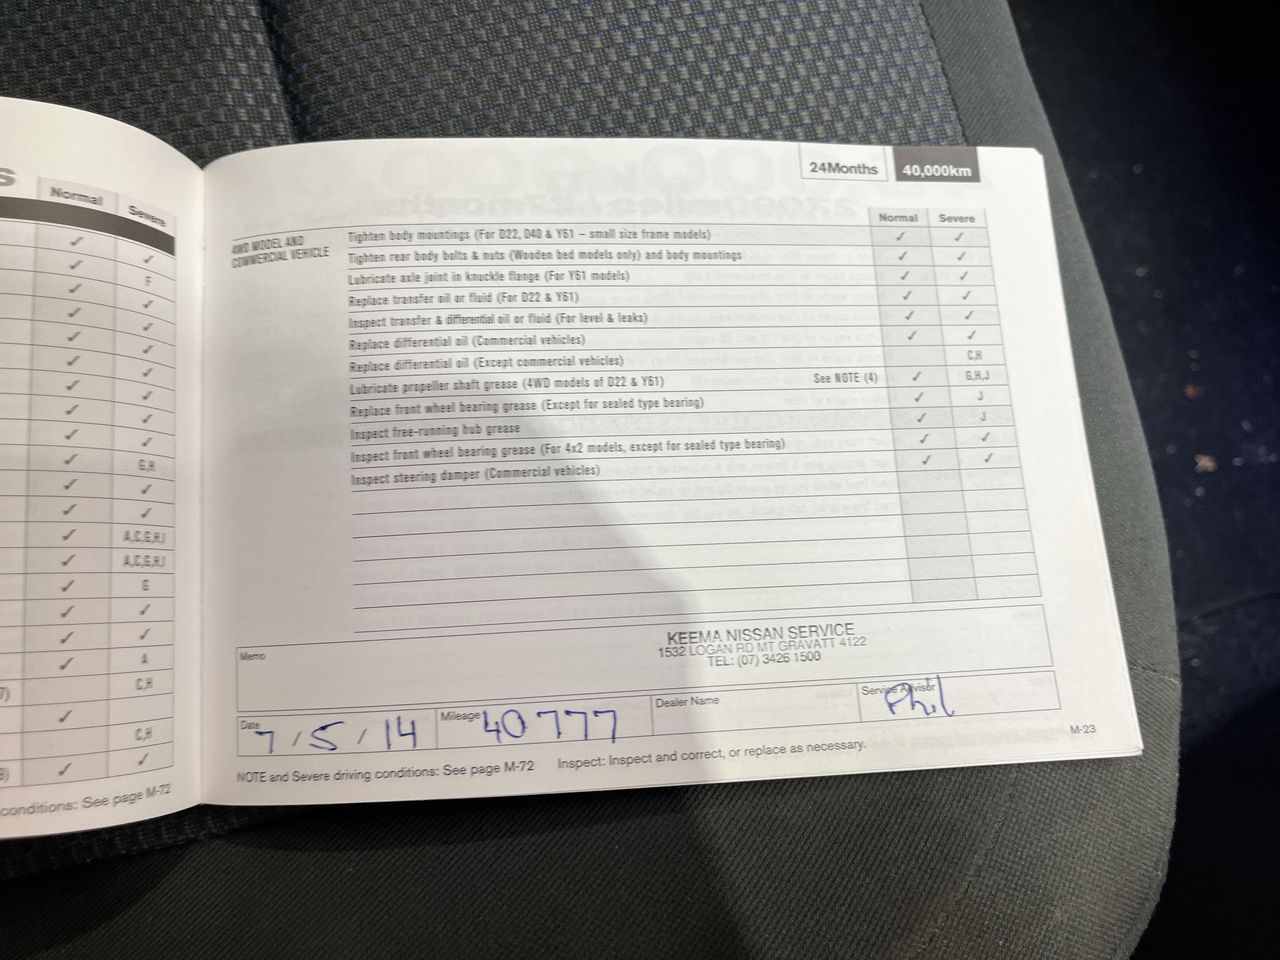 s
Normal Severe
✓ ✓
✓ G
✓ ✓
✓ ✓
✓ ✓
✓ ✓
✓ ✓
✓ ✓
✓ G,H
✓ ✓
✓ ✓
✓ A,C,G,H,I
✓ A,C,G,H,I
✓ G
✓ ✓
✓ ✓
✓ A
7) C,H
✓
C,H
8) ✓ ✓
conditions: See page M-72
24Months 40,000km
Normal Severe
4WD MODEL AND
COMMERCIAL VEHICLE
Tighten body mountings (For D22, D40 & Y61 – small size frame models) ✓ ✓
Tighten rear body bolts & nuts (Wooden bed models only) and body mountings ✓ ✓
Lubricate axle joint in knuckle flange (For Y61 models) ✓ ✓
Replace transfer oil or fluid (For D22 & Y61) ✓ ✓
Inspect transfer & differential oil or fluid (For level & leaks) ✓ ✓
Replace differential oil (Commercial vehicles) ✓ ✓
Replace differential oil (Except commercial vehicles) C,H
Lubricate propeller shaft grease (4WD models of D22 & Y61) See NOTE (4) ✓ G,H,J
Replace front wheel bearing grease (Except for sealed type bearing) ✓ J
Inspect free-running hub grease ✓ J
Inspect front wheel bearing grease (For 4x2 models, except for sealed type bearing) ✓ ✓
Inspect steering damper (Commercial vehicles) ✓ ✓
Memo
KEEMA NISSAN SERVICE
1532 LOGAN RD MT GRAVATT 4122
TEL: (07) 3426 1500
Date 7 / 5 / 14 Mileage 40777 Dealer Name Service Advisor Phil
NOTE and Severe driving conditions: See page M-72 Inspect: Inspect and correct, or replace as necessary.
M-23